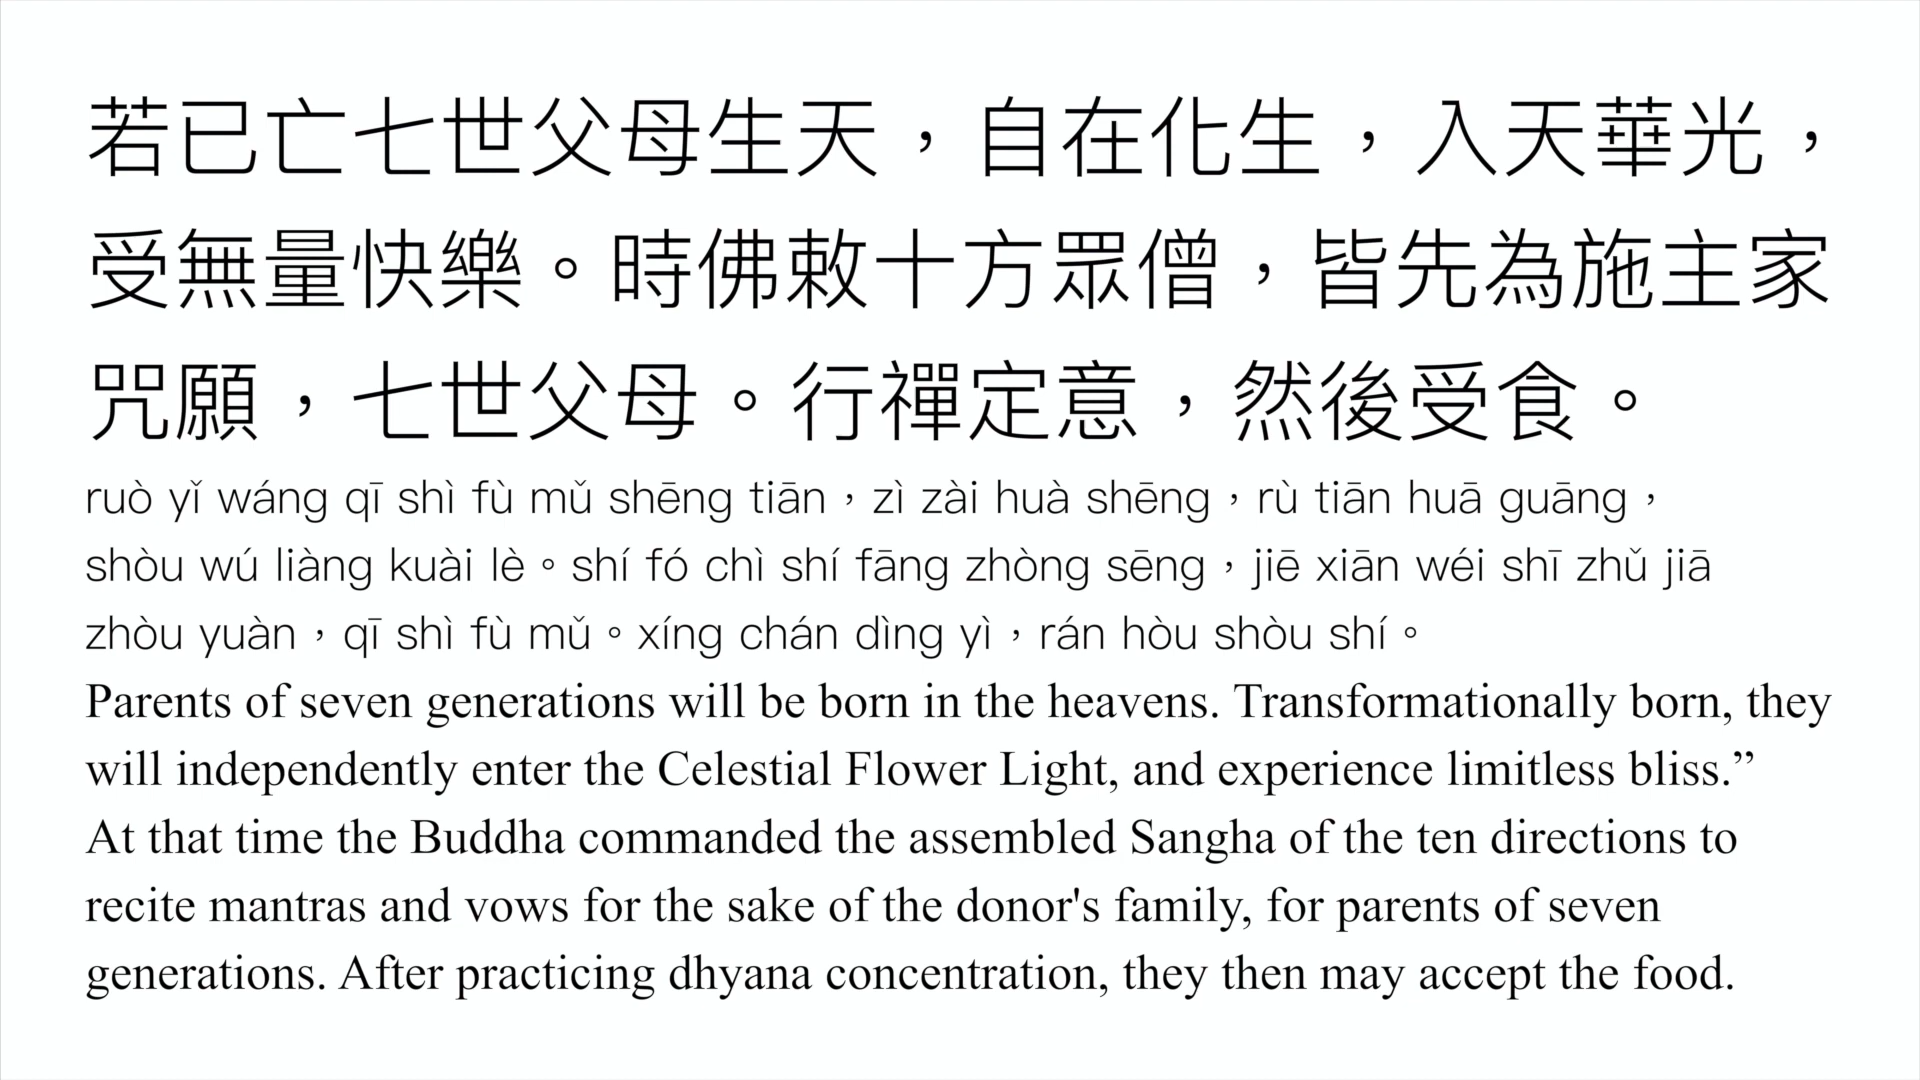 若已亡七世父母生天，自在化生，入天華光，
受無量快樂。時佛敕十方眾僧，皆先為施主家
咒願，七世父母。行禪定意，然後受食。
ruò yǐ wáng qī shì fù mǔ shēng tiān，zì zài huà shēng，rù tiān huā guāng，
shòu wú liàng kuài lè。shí fó chì shí fāng zhòng sēng，jiē xiān wéi shī zhǔ jiā
zhòu yuàn，qī shì fù mǔ。xíng chán dìng yì，rán hòu shòu shí。
Parents of seven generations will be born in the heavens. Transformationally born, they
will independently enter the Celestial Flower Light, and experience limitless bliss.”
At that time the Buddha commanded the assembled Sangha of the ten directions to
recite mantras and vows for the sake of the donor's family, for parents of seven
generations. After practicing dhyana concentration, they then may accept the food.